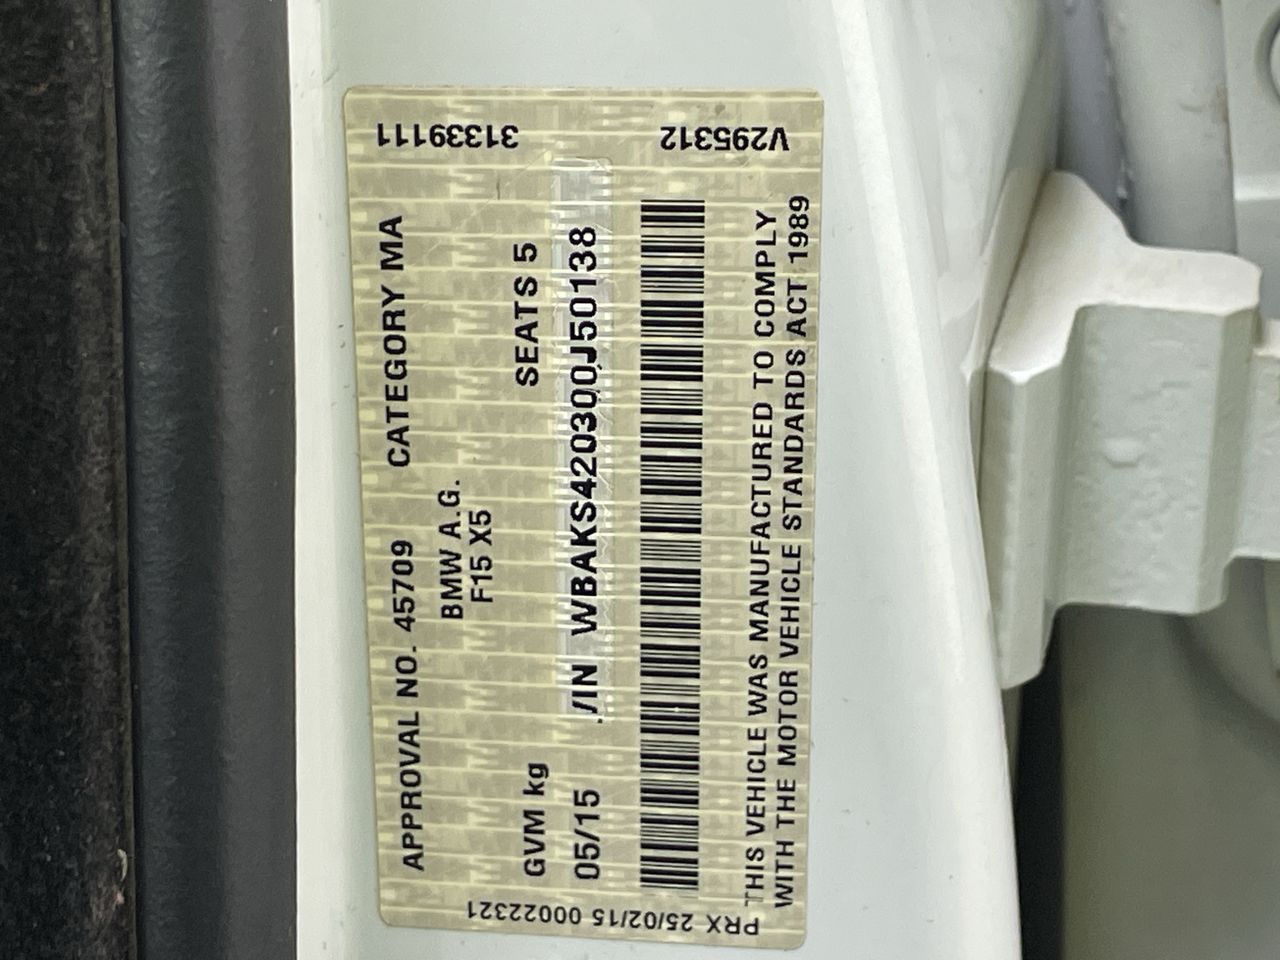 APPROVAL NO. 45709 CATEGORY MA
BMW A.G.
F15 X5
GVM kg SEATS 5
05/15 VIN WBAKS420300J50138
THIS VEHICLE WAS MANUFACTURED TO COMPLY
WITH THE MOTOR VEHICLE STANDARDS ACT 1989
31339111
V295312
PRX 25/02/15 00022321